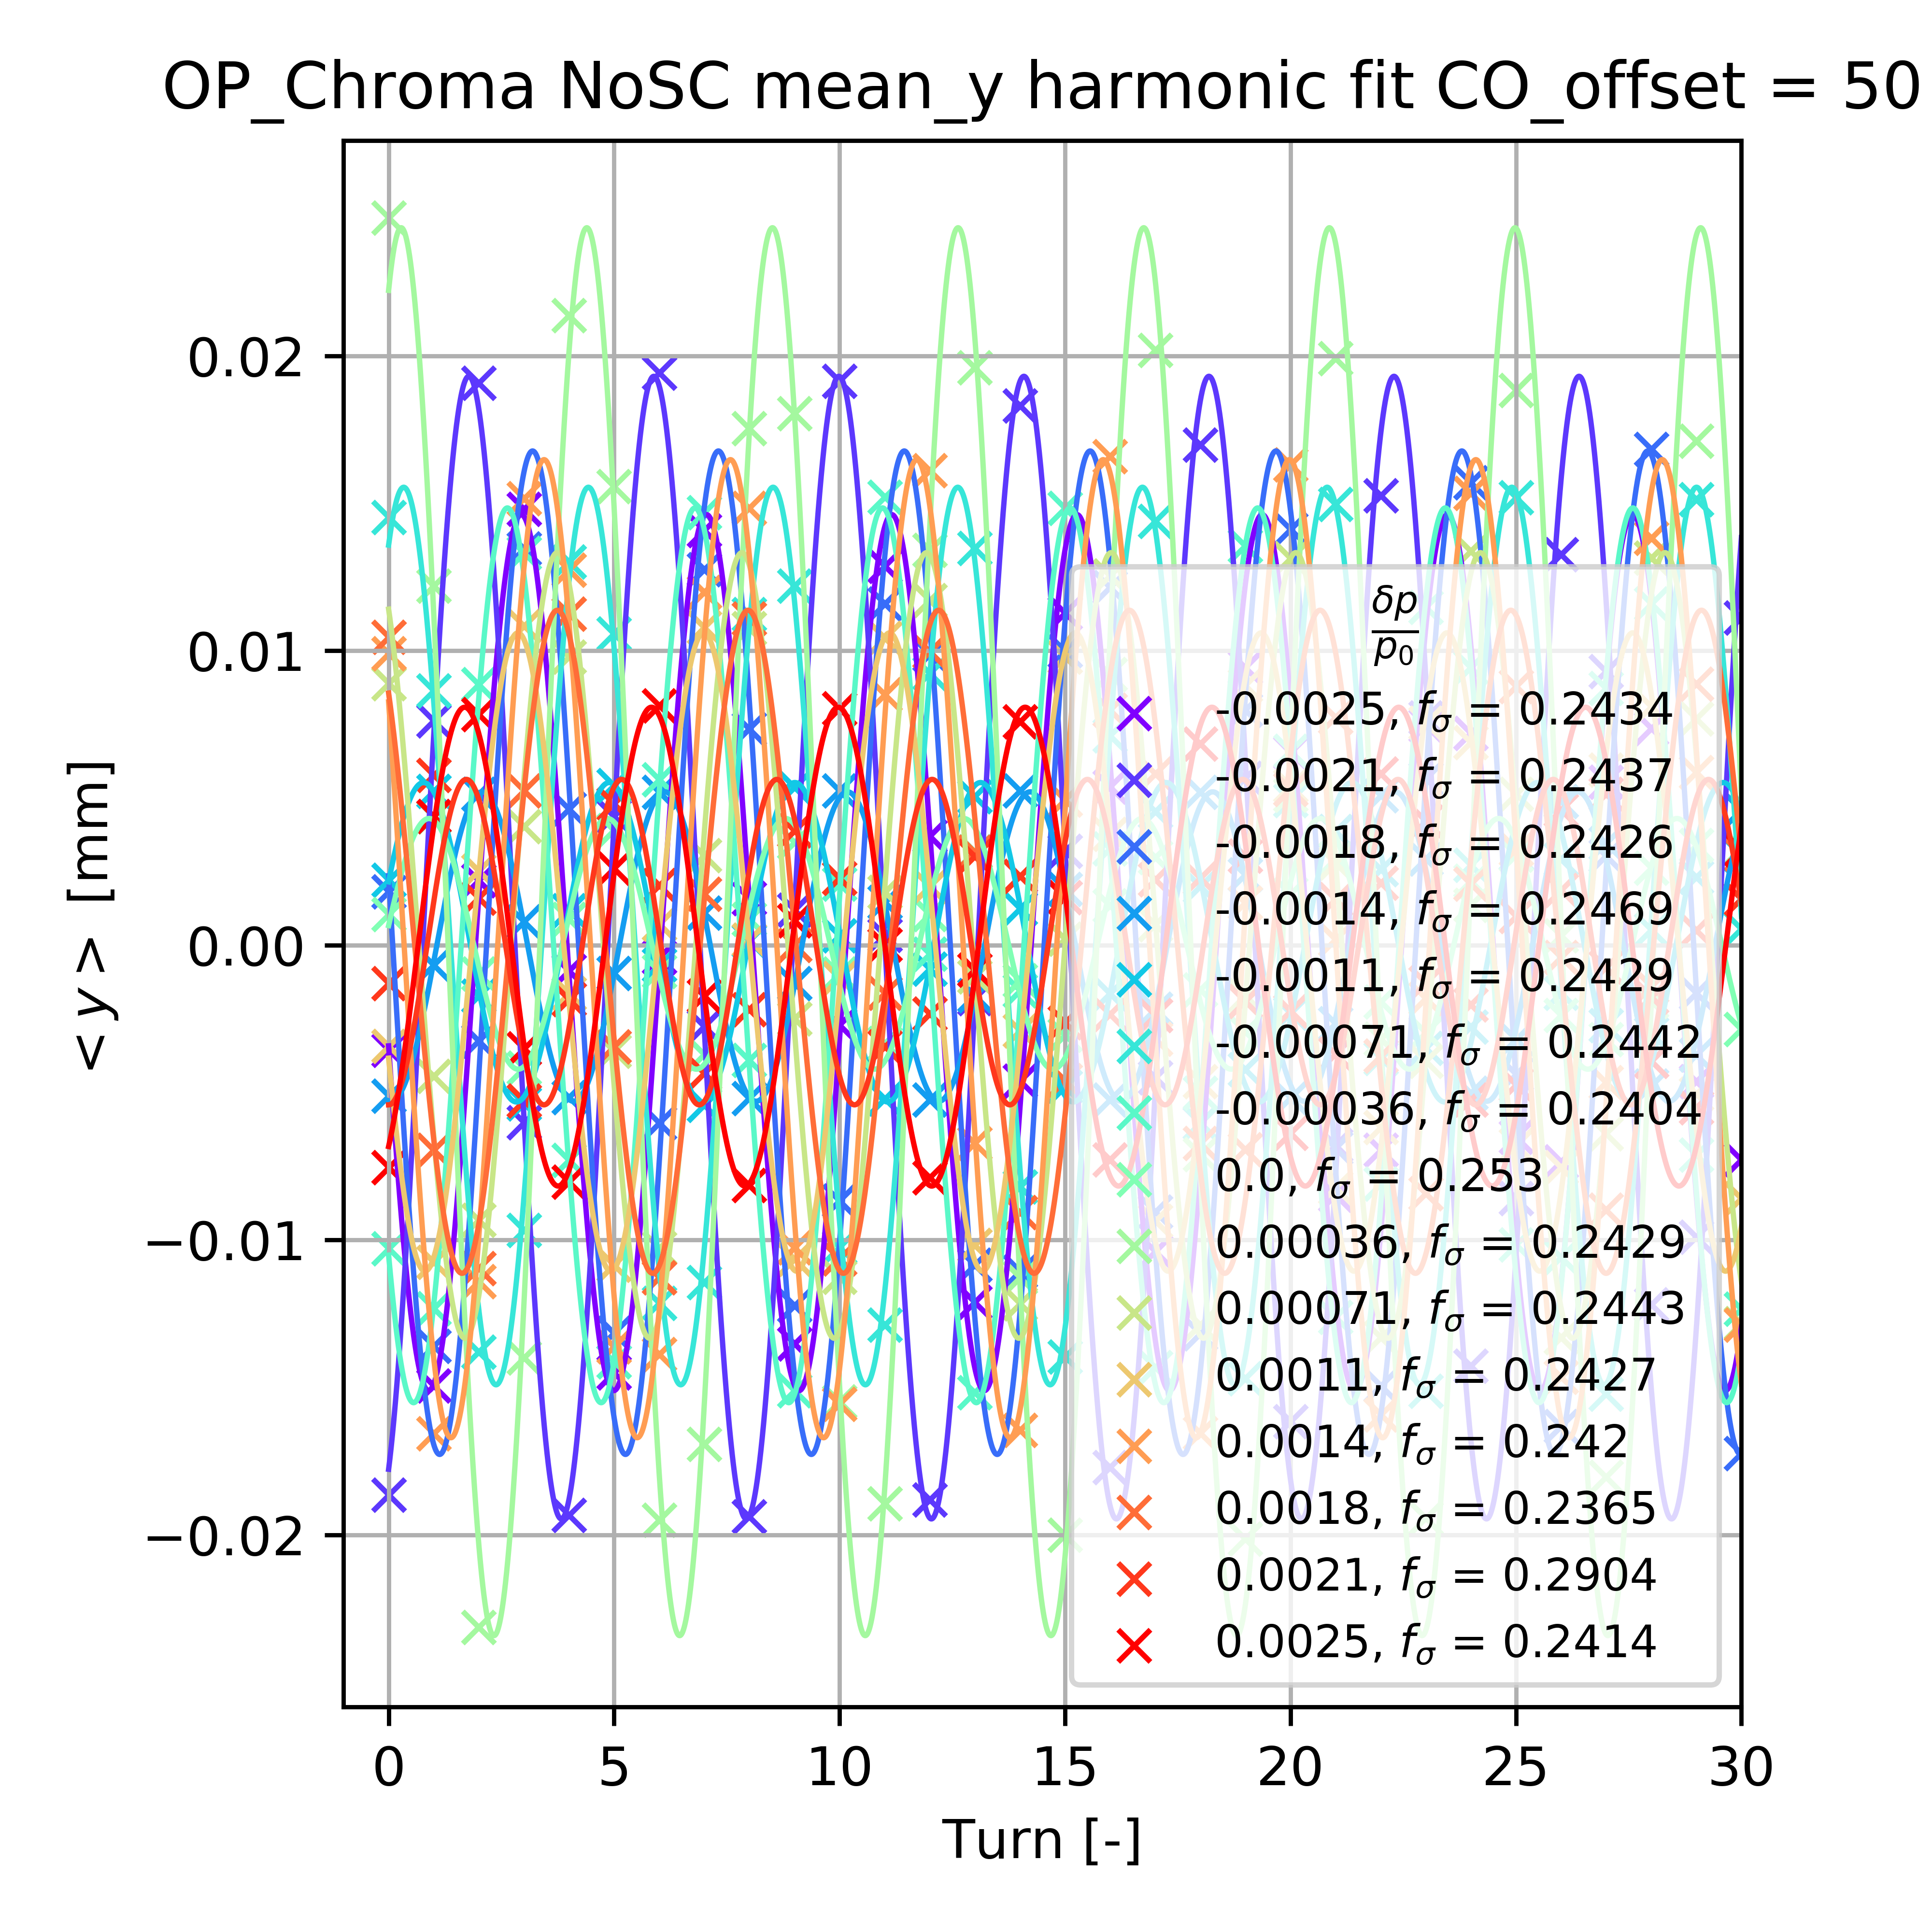 OP_Chroma NoSC mean_y harmonic fit CO_offset = 50
< y > [mm]
0.02
0.01
0.00
−0.01
−0.02
δp
p₀
-0.0025, fσ = 0.2434
-0.0021, fσ = 0.2437
-0.0018, fσ = 0.2426
-0.0014, fσ = 0.2469
-0.0011, fσ = 0.2429
-0.00071, fσ = 0.2442
-0.00036, fσ = 0.2404
0.0, fσ = 0.253
0.00036, fσ = 0.2429
0.00071, fσ = 0.2443
0.0011, fσ = 0.2427
0.0014, fσ = 0.242
0.0018, fσ = 0.2365
0.0021, fσ = 0.2904
0.0025, fσ = 0.2414
0 5 10 15 20 25 30
Turn [-]